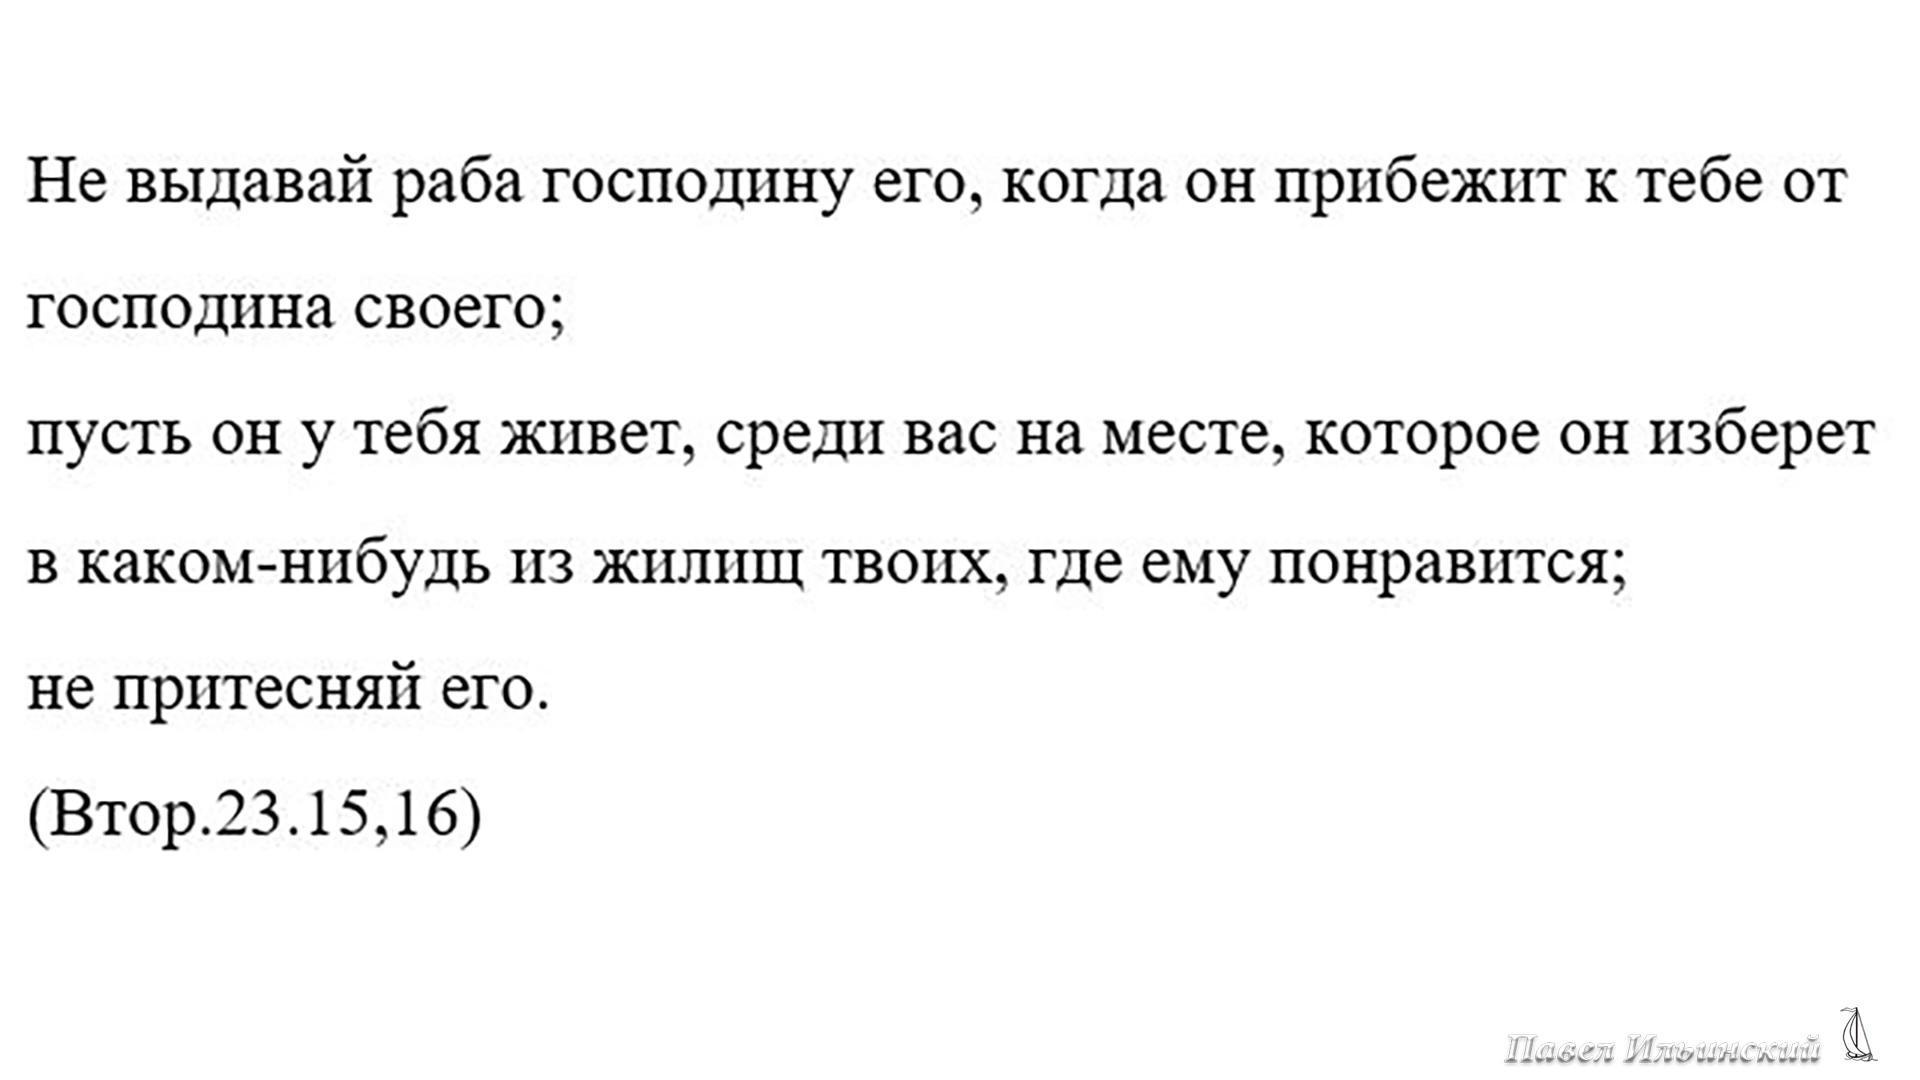 Не выдавай раба господину его, когда он прибежит к тебе от
господина своего;
пусть он у тебя живет, среди вас на месте, которое он изберет
в каком-нибудь из жилищ твоих, где ему понравится;
не притесняй его.
(Втор.23.15,16)
Павел Ильинский